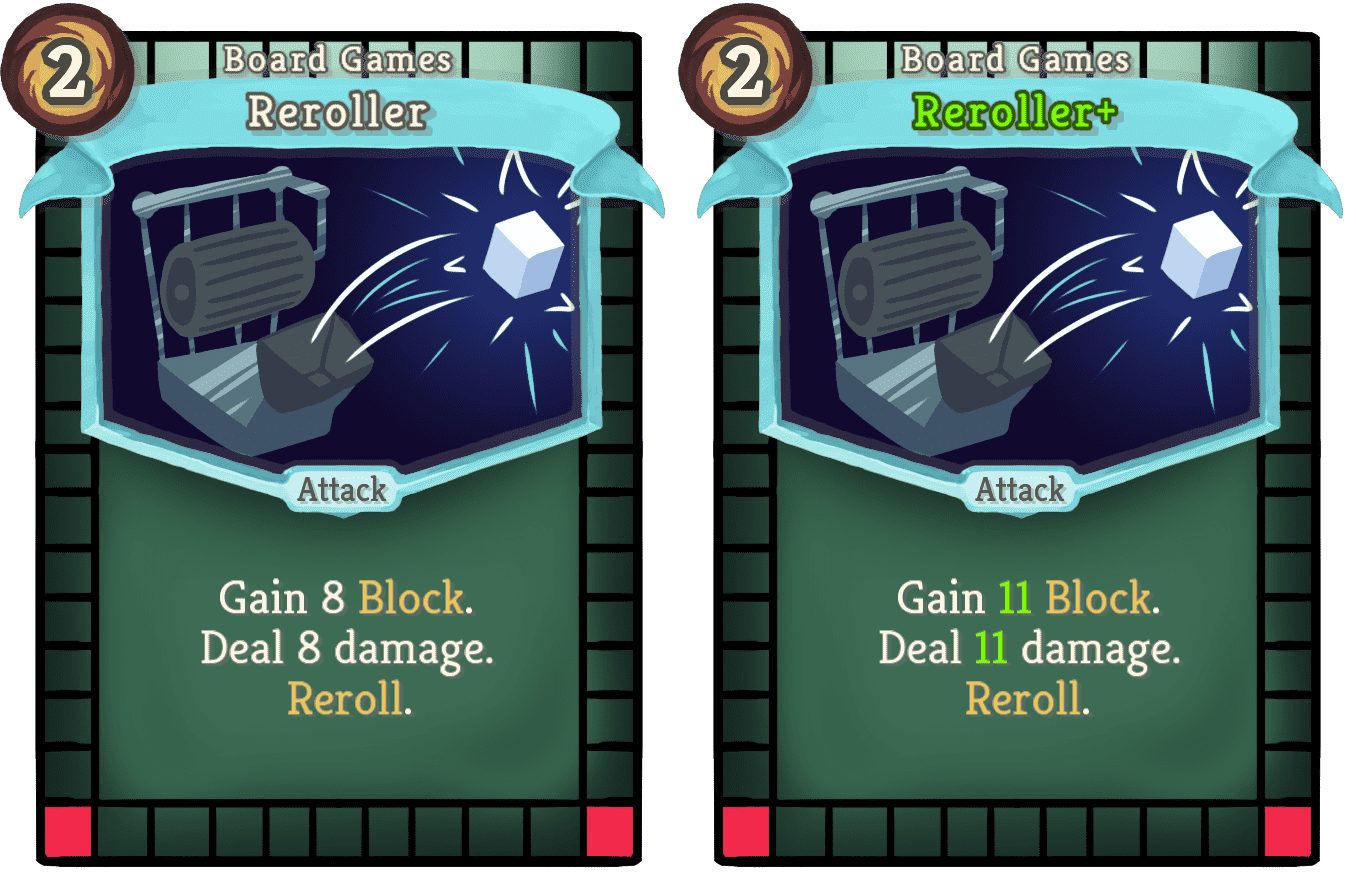 2
Board Games
Reroller
Attack
Gain 8 Block.
Deal 8 damage.
Reroll.
2
Board Games
Reroller+
Attack
Gain 11 Block.
Deal 11 damage.
Reroll.